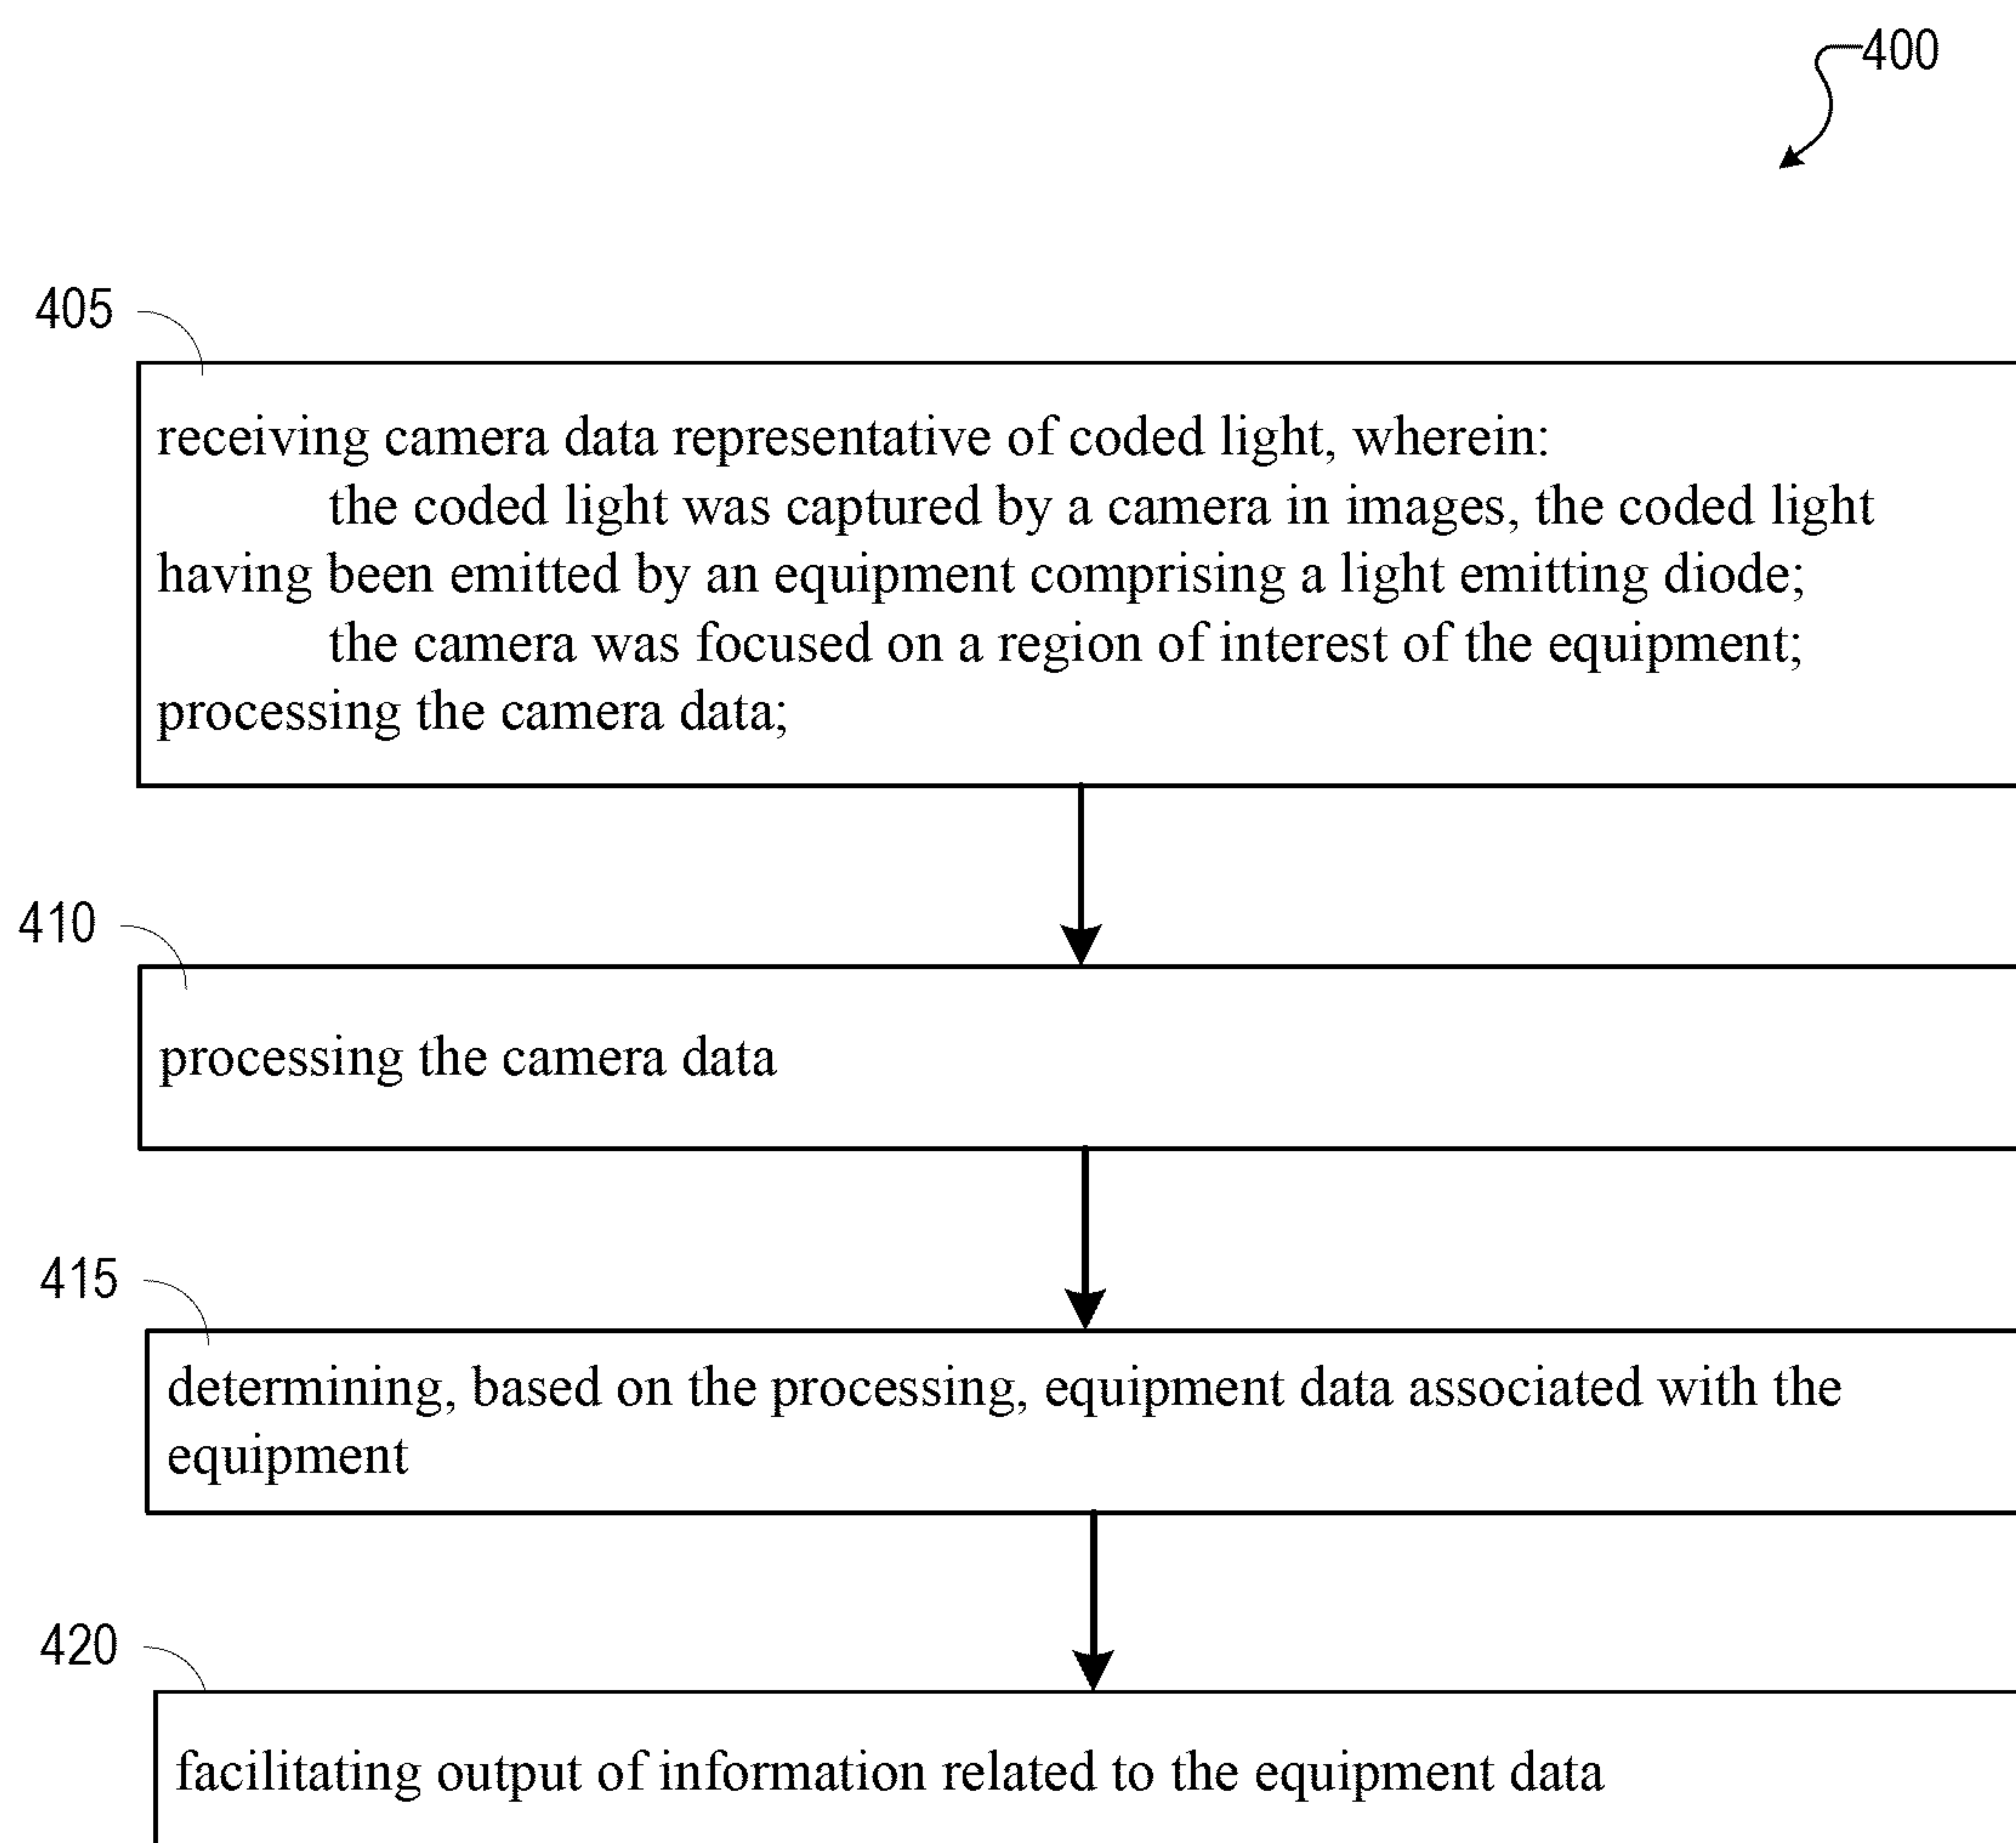 400
405
receiving camera data representative of coded light, wherein:
the coded light was captured by a camera in images, the coded light
having been emitted by an equipment comprising a light emitting diode;
the camera was focused on a region of interest of the equipment;
processing the camera data;
410
processing the camera data
415
determining, based on the processing, equipment data associated with the
equipment
420
facilitating output of information related to the equipment data